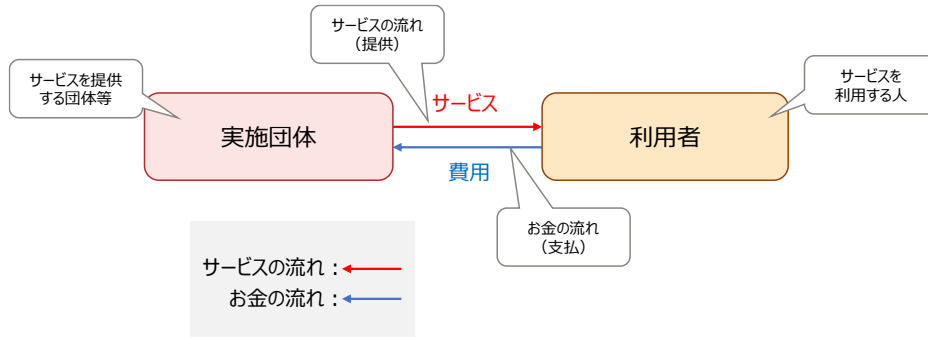 サービスの流れ
（提供）
サービスを提供
する団体等
サービスを
利用する人
サービス
実施団体
利用者
費用
お金の流れ
（支払）
サービスの流れ：
お金の流れ：